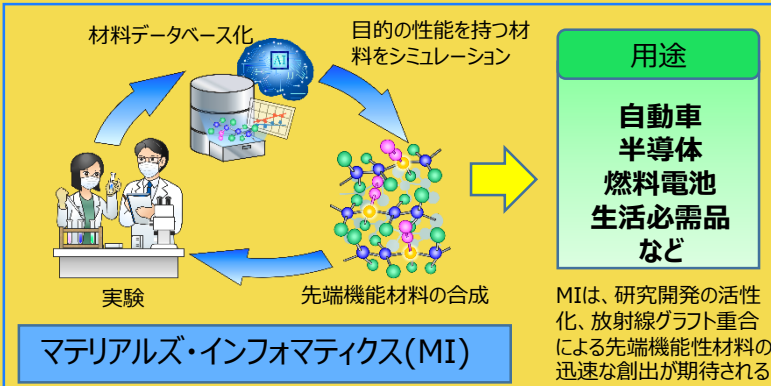 材料データベース化
目的の性能を持つ材
料をシミュレーション
AI
実験
先端機能材料の合成
マテリアルズ・インフォマティクス(MI)
用途
自動車
半導体
燃料電池
生活必需品
など
MIは、研究開発の活性
化、放射線グラフト重合
による先端機能性材料の
迅速な創出が期待される